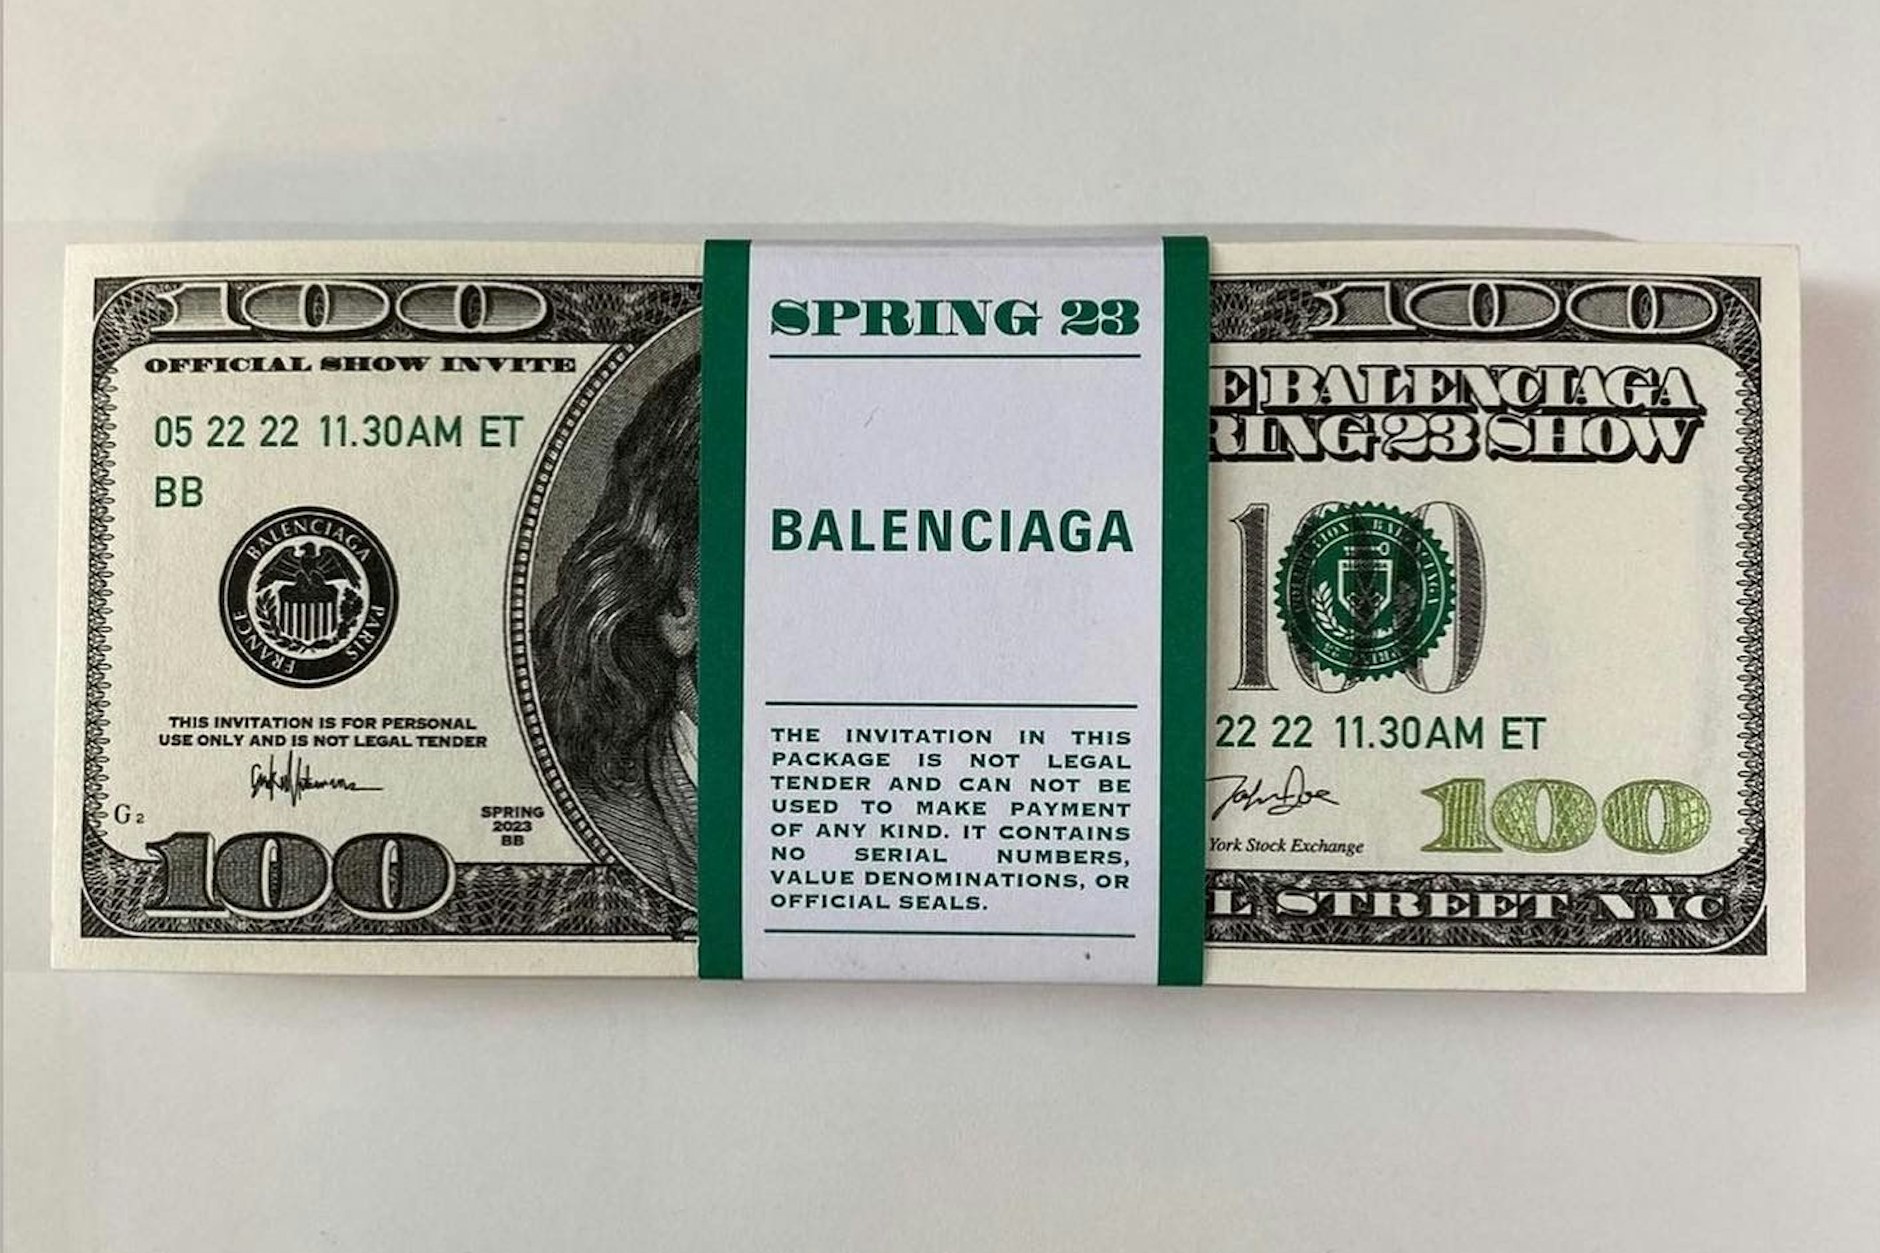 100
OFFICIAL SHOW INVITE
05 22 22 11.30AM ET
BB
BALENCIAGA
PARIS
FRANCE
THIS INVITATION IS FOR PERSONAL
USE ONLY AND IS NOT LEGAL TENDER
G2
SPRING
2023
BB
100
SPRING 23
BALENCIAGA
THE INVITATION IN THIS
PACKAGE IS NOT LEGAL
TENDER AND CAN NOT BE
USED TO MAKE PAYMENT
OF ANY KIND. IT CONTAINS
NO SERIAL NUMBERS,
VALUE DENOMINATIONS, OR
OFFICIAL SEALS.
100
E BALENCIAGA
RING 23 SHOW
100
22 22 11.30AM ET
John Doe
York Stock Exchange
100
L STREET NYC